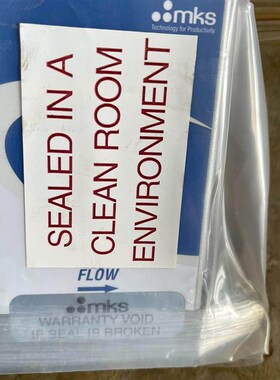 mks
Technology for Productivity
SEALED IN A
CLEAN ROOM
ENVIRONMENT
FLOW
mks
WARRANTY VOID
IF SEAL IS BROKEN